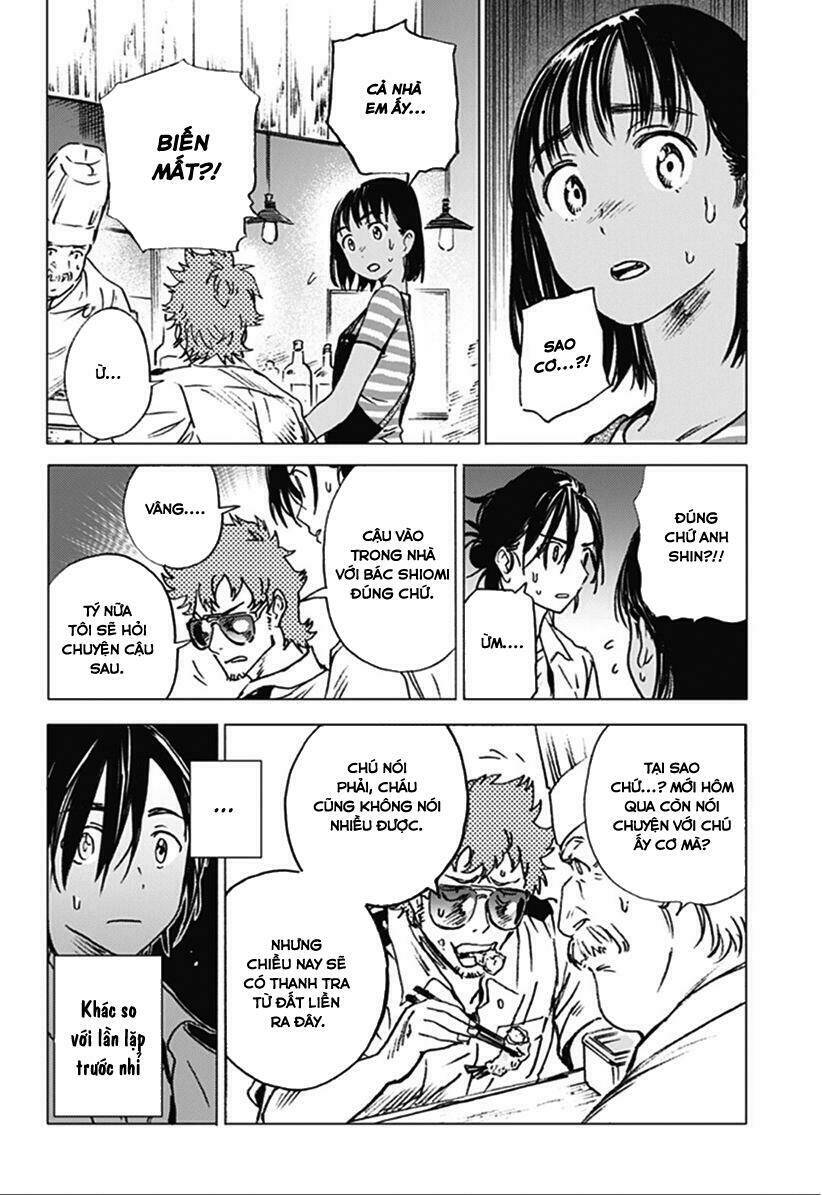 SAO
CƠ...?!
CẢ NHÀ
EM ẤY...
BIẾN
MẤT?!
Ừ...
ĐÚNG
CHỨ ANH
SHIN?!!
ỪM....
CẬU VÀO
TRONG NHÀ
VỚI BÁC SHIOMI
ĐÚNG CHỨ.
VÂNG....
TÝ NỮA
TÔI SẼ HỎI
CHUYỆN CẬU
SAU.
TẠI SAO
CHỨ...? MỚI HÔM
QUA CÒN NÓI
CHUYỆN VỚI CHÚ
ẤY CƠ MÀ?
CHÚ NÓI
PHẢI, CHÁU
CŨNG KHÔNG NÓI
NHIỀU ĐƯỢC.
NHƯNG
CHIỀU NAY SẼ
CÓ THANH TRA
TỪ ĐẤT LIỀN
RA ĐÂY.
...
Khác so
với lần lặp
trước nhỉ